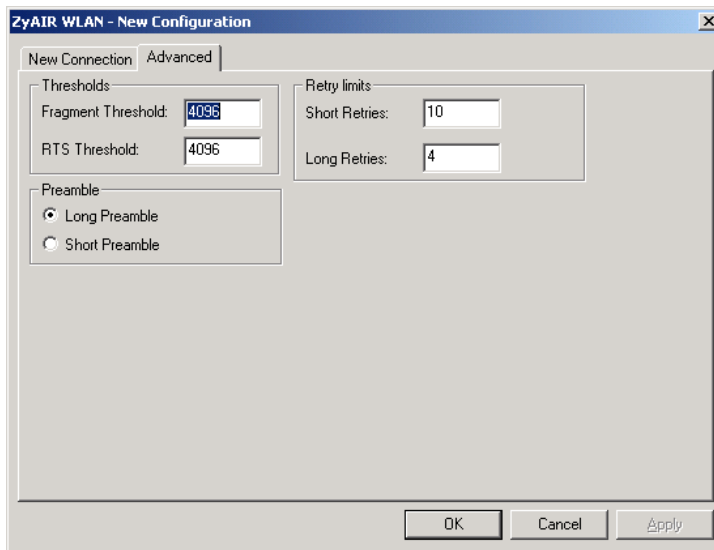 ZyAIR WLAN - New Configuration
New Connection
Advanced
Thresholds
Fragment Threshold: 4096
RTS Threshold: 4096
Retry limits
Short Retries: 10
Long Retries: 4
Preamble
Long Preamble
Short Preamble
OK
Cancel
Apply